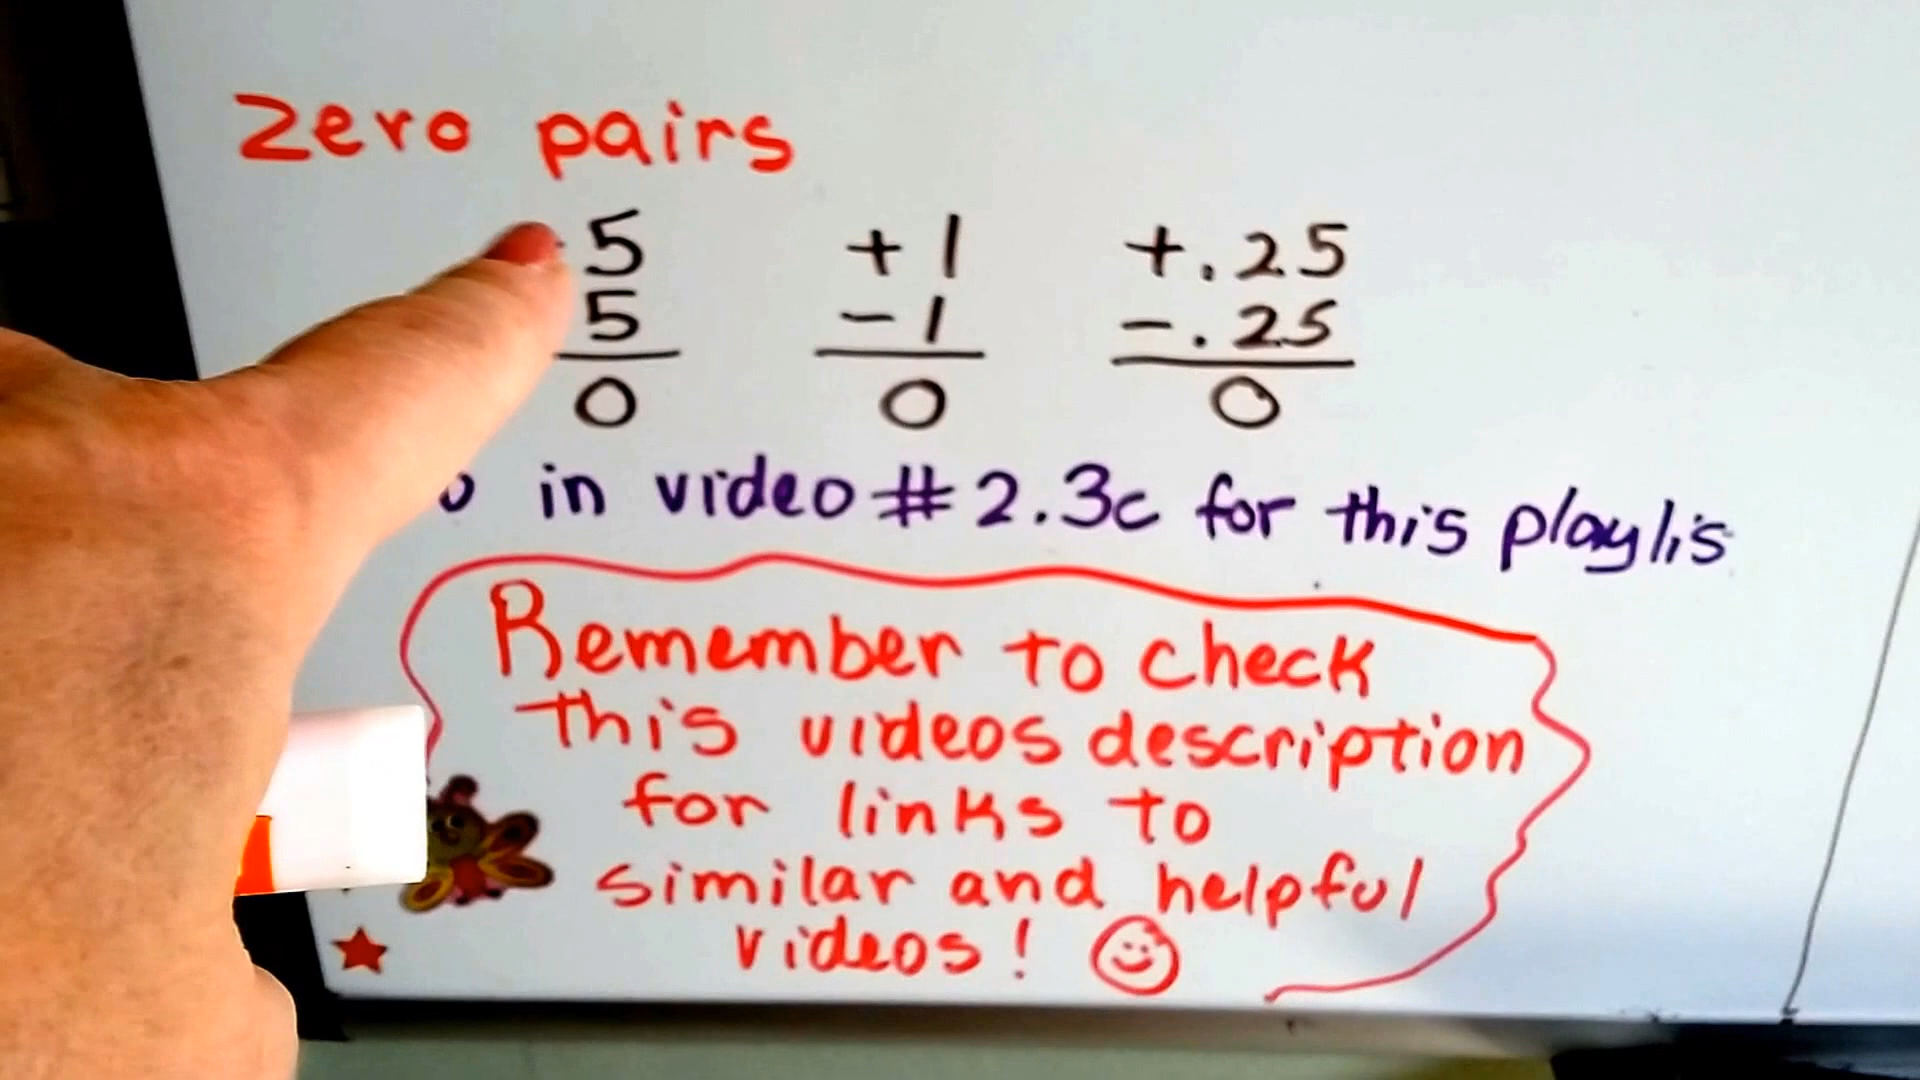 Zero pairs
5 +1 +.25
5 -1 -.25
0 0 0
in video #2.3c for this playlis
Remember to check
this videos description
for links to
similar and helpful
videos!